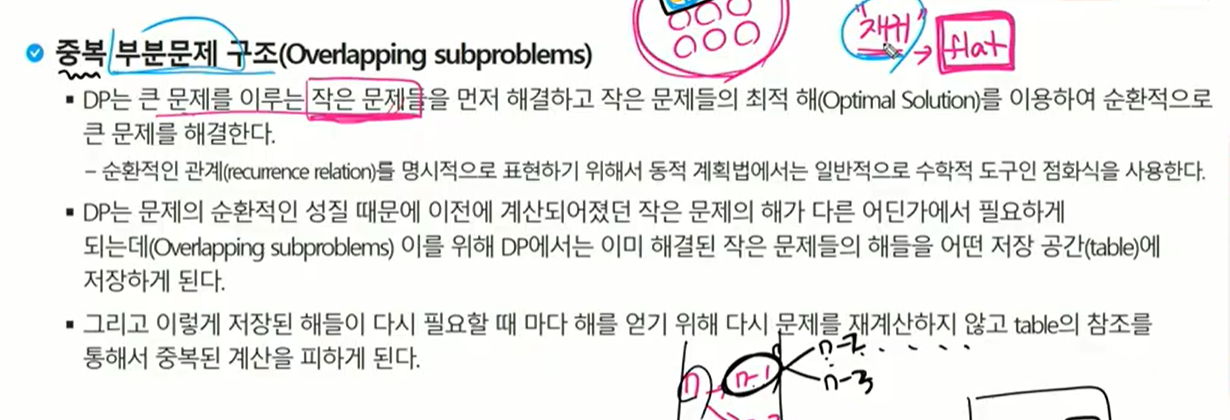 "재귀" → flat
중복 부분문제 구조(Overlapping subproblems)
▪ DP는 큰 문제를 이루는 작은 문제들을 먼저 해결하고 작은 문제들의 최적 해(Optimal Solution)를 이용하여 순환적으로
큰 문제를 해결한다.
– 순환적인 관계(recurrence relation)를 명시적으로 표현하기 위해서 동적 계획법에서는 일반적으로 수학적 도구인 점화식을 사용한다.
▪ DP는 문제의 순환적인 성질 때문에 이전에 계산되어졌던 작은 문제의 해가 다른 어딘가에서 필요하게
되는데(Overlapping subproblems) 이를 위해 DP에서는 이미 해결된 작은 문제들의 해들을 어떤 저장 공간(table)에
저장하게 된다.
▪ 그리고 이렇게 저장된 해들이 다시 필요할 때 마다 해를 얻기 위해 다시 문제를 재계산하지 않고 table의 참조를
통해서 중복된 계산을 피하게 된다.
n-2
n n-1
n-3